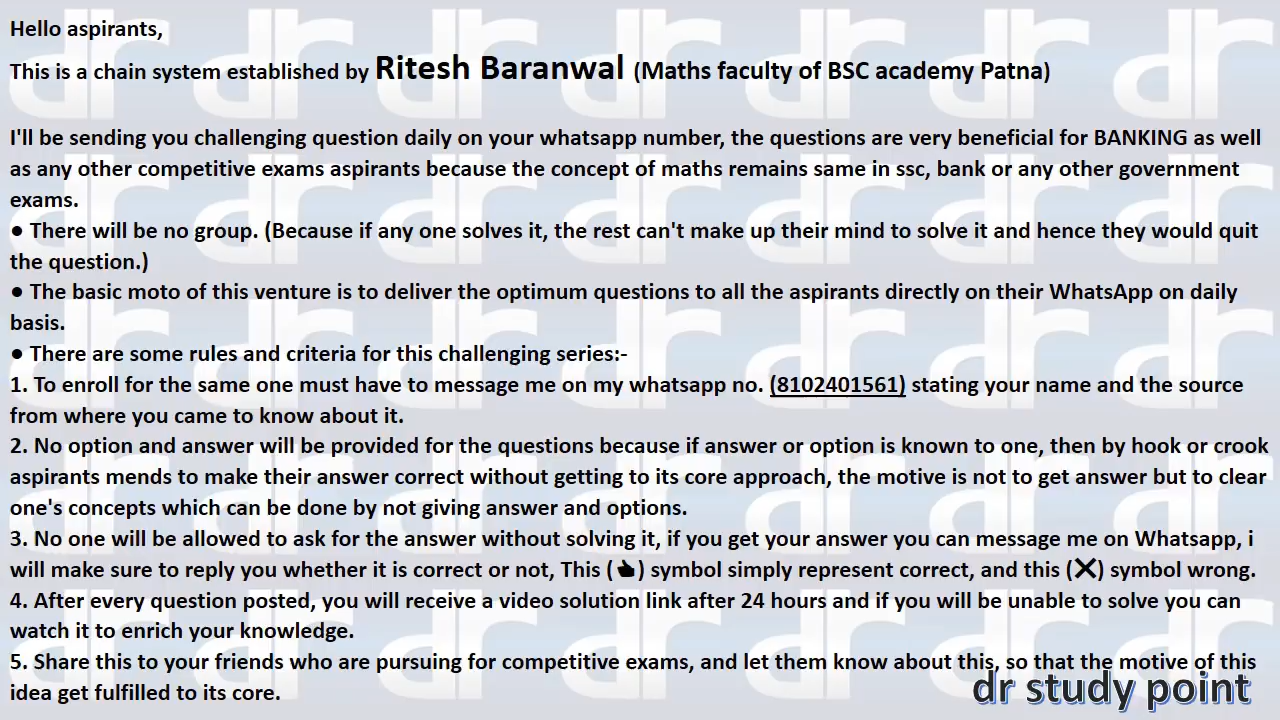 Hello aspirants,
This is a chain system established by Ritesh Baranwal (Maths faculty of BSC academy Patna)
I'll be sending you challenging question daily on your whatsapp number, the questions are very beneficial for BANKING as well
as any other competitive exams aspirants because the concept of maths remains same in ssc, bank or any other government
exams.
● There will be no group. (Because if any one solves it, the rest can't make up their mind to solve it and hence they would quit
the question.)
● The basic moto of this venture is to deliver the optimum questions to all the aspirants directly on their WhatsApp on daily
basis.
● There are some rules and criteria for this challenging series:-
1. To enroll for the same one must have to message me on my whatsapp no. (8102401561) stating your name and the source
from where you came to know about it.
2. No option and answer will be provided for the questions because if answer or option is known to one, then by hook or crook
aspirants mends to make their answer correct without getting to its core approach, the motive is not to get answer but to clear
one's concepts which can be done by not giving answer and options.
3. No one will be allowed to ask for the answer without solving it, if you get your answer you can message me on Whatsapp, i
will make sure to reply you whether it is correct or not, This (👍) symbol simply represent correct, and this (❌) symbol wrong.
4. After every question posted, you will receive a video solution link after 24 hours and if you will be unable to solve you can
watch it to enrich your knowledge.
5. Share this to your friends who are pursuing for competitive exams, and let them know about this, so that the motive of this
idea get fulfilled to its core.
dr study point